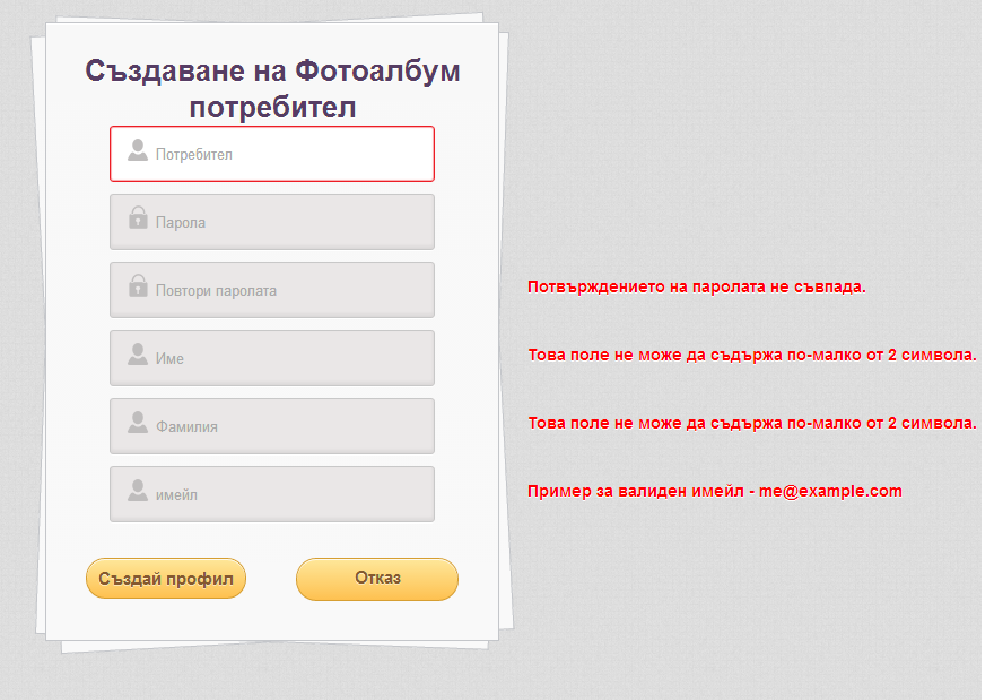 Създаване на Фотоалбум
потребител
Потребител
Парола
Повтори паролата
Потвърждението на паролата не съвпада.
Име
Това поле не може да съдържа по-малко от 2 символа.
Фамилия
Това поле не може да съдържа по-малко от 2 символа.
имейл
Пример за валиден имейл - me@example.com
Създай профил
Отказ